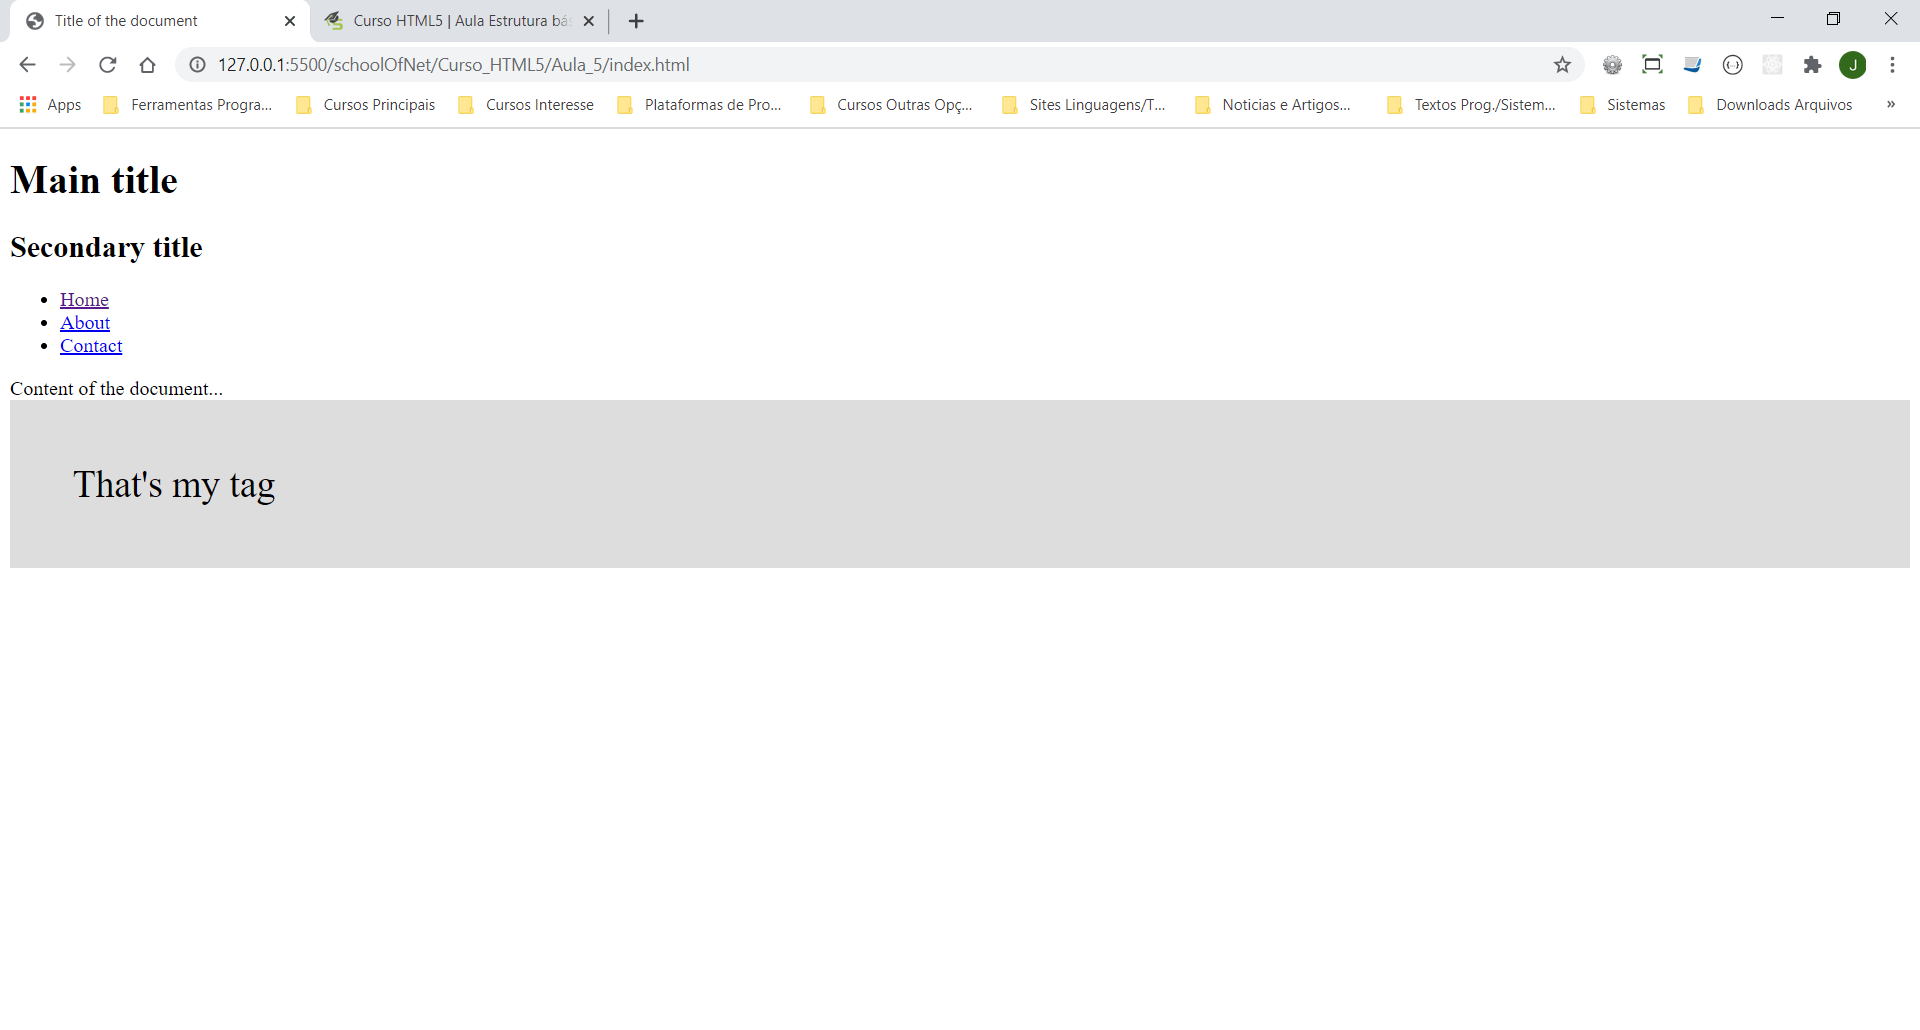 Title of the document
Curso HTML5 | Aula Estrutura bás
127.0.0.1:5500/schoolOfNet/Curso_HTML5/Aula_5/index.html
J
Apps
Ferramentas Progra...
Cursos Principais
Cursos Interesse
Plataformas de Pro...
Cursos Outras Opç...
Sites Linguagens/T...
Noticias e Artigos...
Textos Prog./Sistem...
Sistemas
Downloads Arquivos
»
Main title
Secondary title
• Home
• About
• Contact
Content of the document...
That's my tag